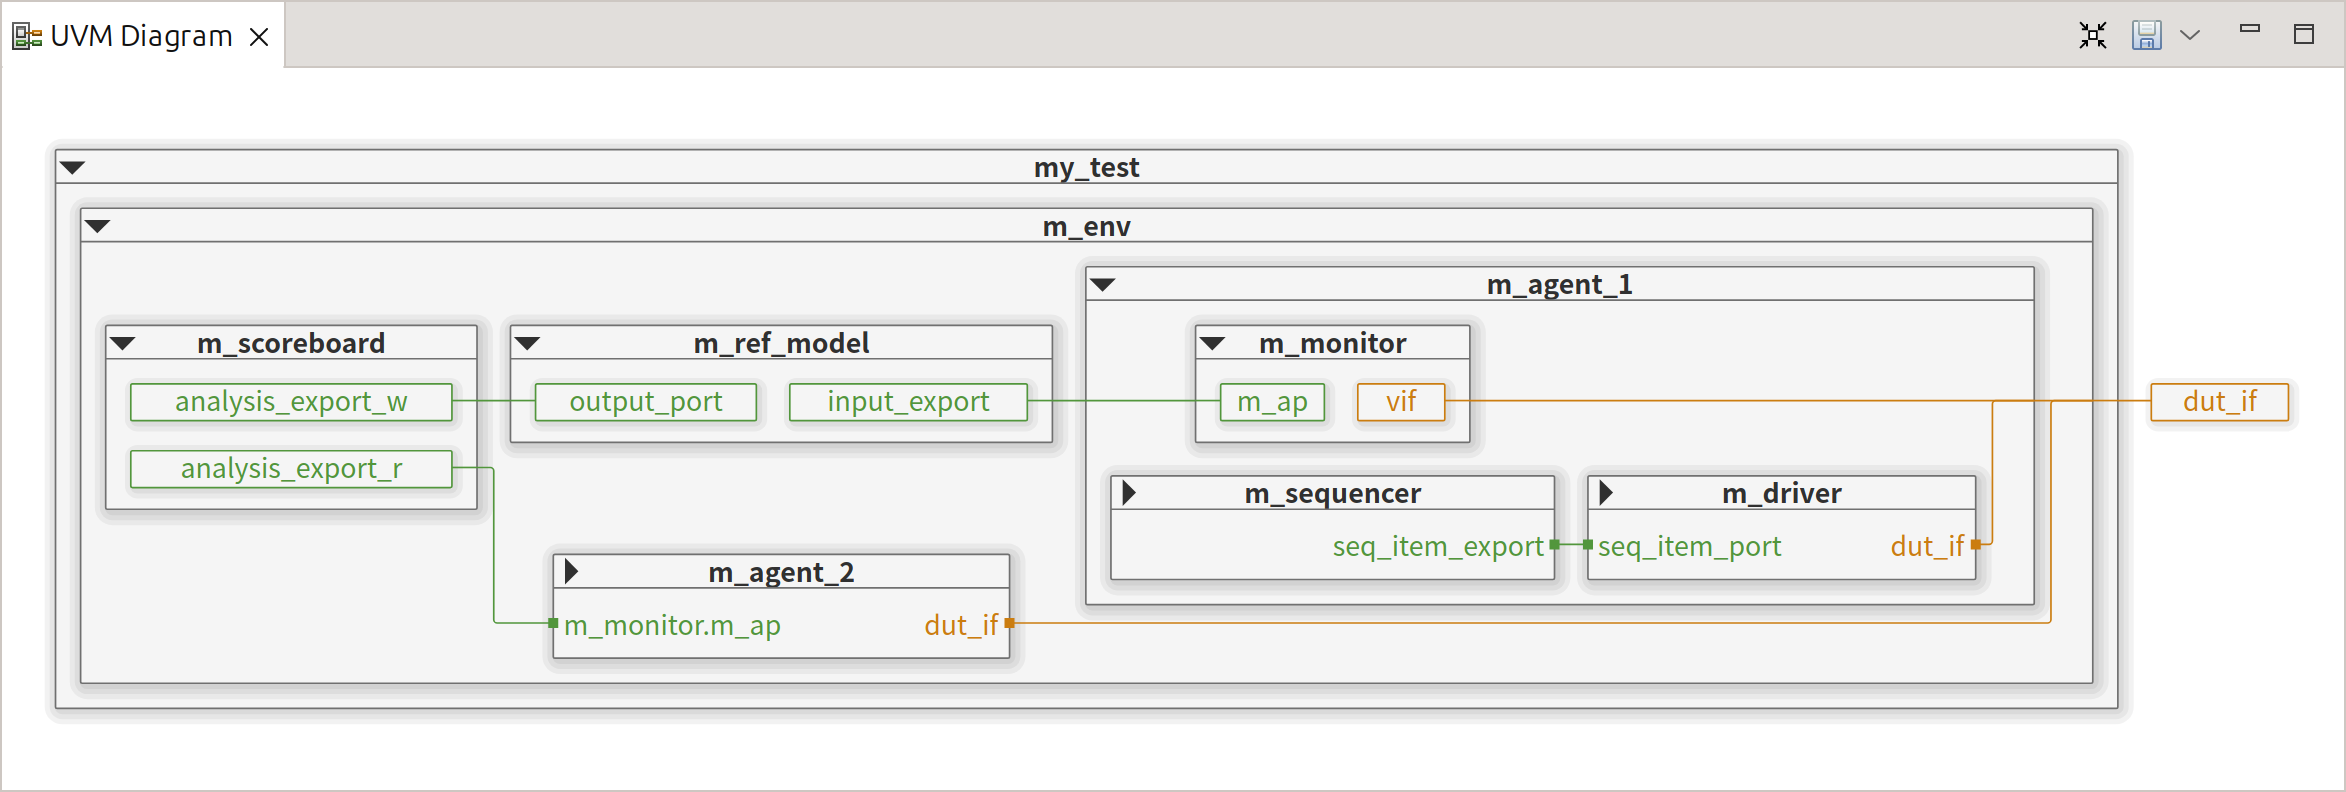 UVM Diagram
my_test
m_env
m_agent_1
m_scoreboard
m_ref_model
m_monitor
analysis_export_w
output_port
input_export
m_ap
vif
dut_if
analysis_export_r
m_sequencer
m_driver
seq_item_export
seq_item_port
dut_if
m_agent_2
m_monitor.m_ap
dut_if